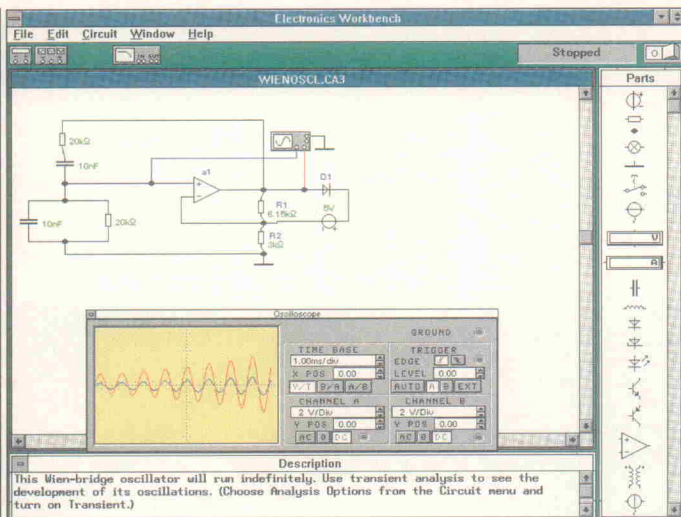 Electronics Workbench
File Edit Circuit Window Help
Stopped
WIENOSCL.CA3
Parts
20kΩ
10nF
a1
D1
R1
6.15kΩ
8V
10nF
20kΩ
R2
3kΩ
V
A
Oscilloscope
GROUND
TIME BASE
1.00ms/div
X POS 0.00
Y/T B/A A/B
TRIGGER
EDGE
LEVEL 0.00
AUTO A B EXT
CHANNEL A
2 V/Div
Y POS 0.00
AC 0 DC
CHANNEL B
2 V/Div
Y POS 0.00
AC 0 DC
Description
This Wien-bridge oscillator will run indefinitely. Use transient analysis to see the
development of its oscillations. (Choose Analysis Options from the Circuit menu and
turn on Transient.)